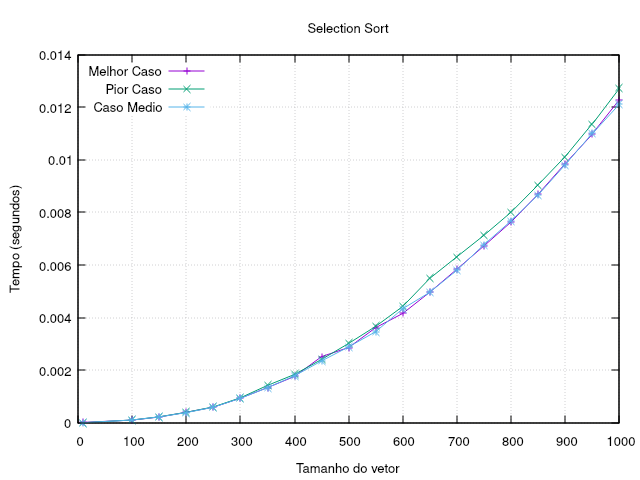 Selection Sort
0.014
0.012
0.01
0.008
0.006
0.004
0.002
0
Tempo (segundos)
Melhor Caso
Pior Caso
Caso Medio
0 100 200 300 400 500 600 700 800 900 1000
Tamanho do vetor